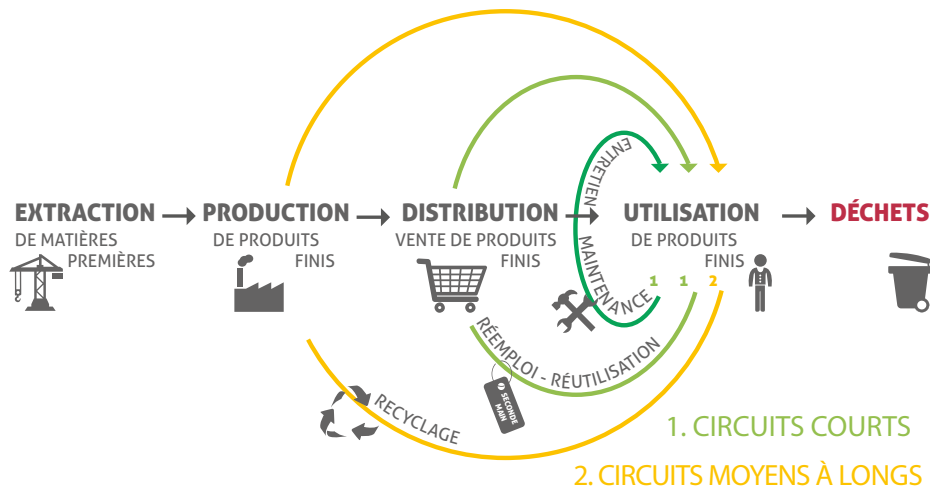 EXTRACTION
DE MATIÈRES
PREMIÈRES
PRODUCTION
DE PRODUITS
FINIS
DISTRIBUTION
VENTE DE PRODUITS
FINIS
UTILISATION
DE PRODUITS
FINIS
DÉCHETS
ENTRETIEN
MAINTENANCE
1 1 2
RÉEMPLOI - RÉUTILISATION
SECONDE
MAIN
RECYCLAGE
1. CIRCUITS COURTS
2. CIRCUITS MOYENS À LONGS